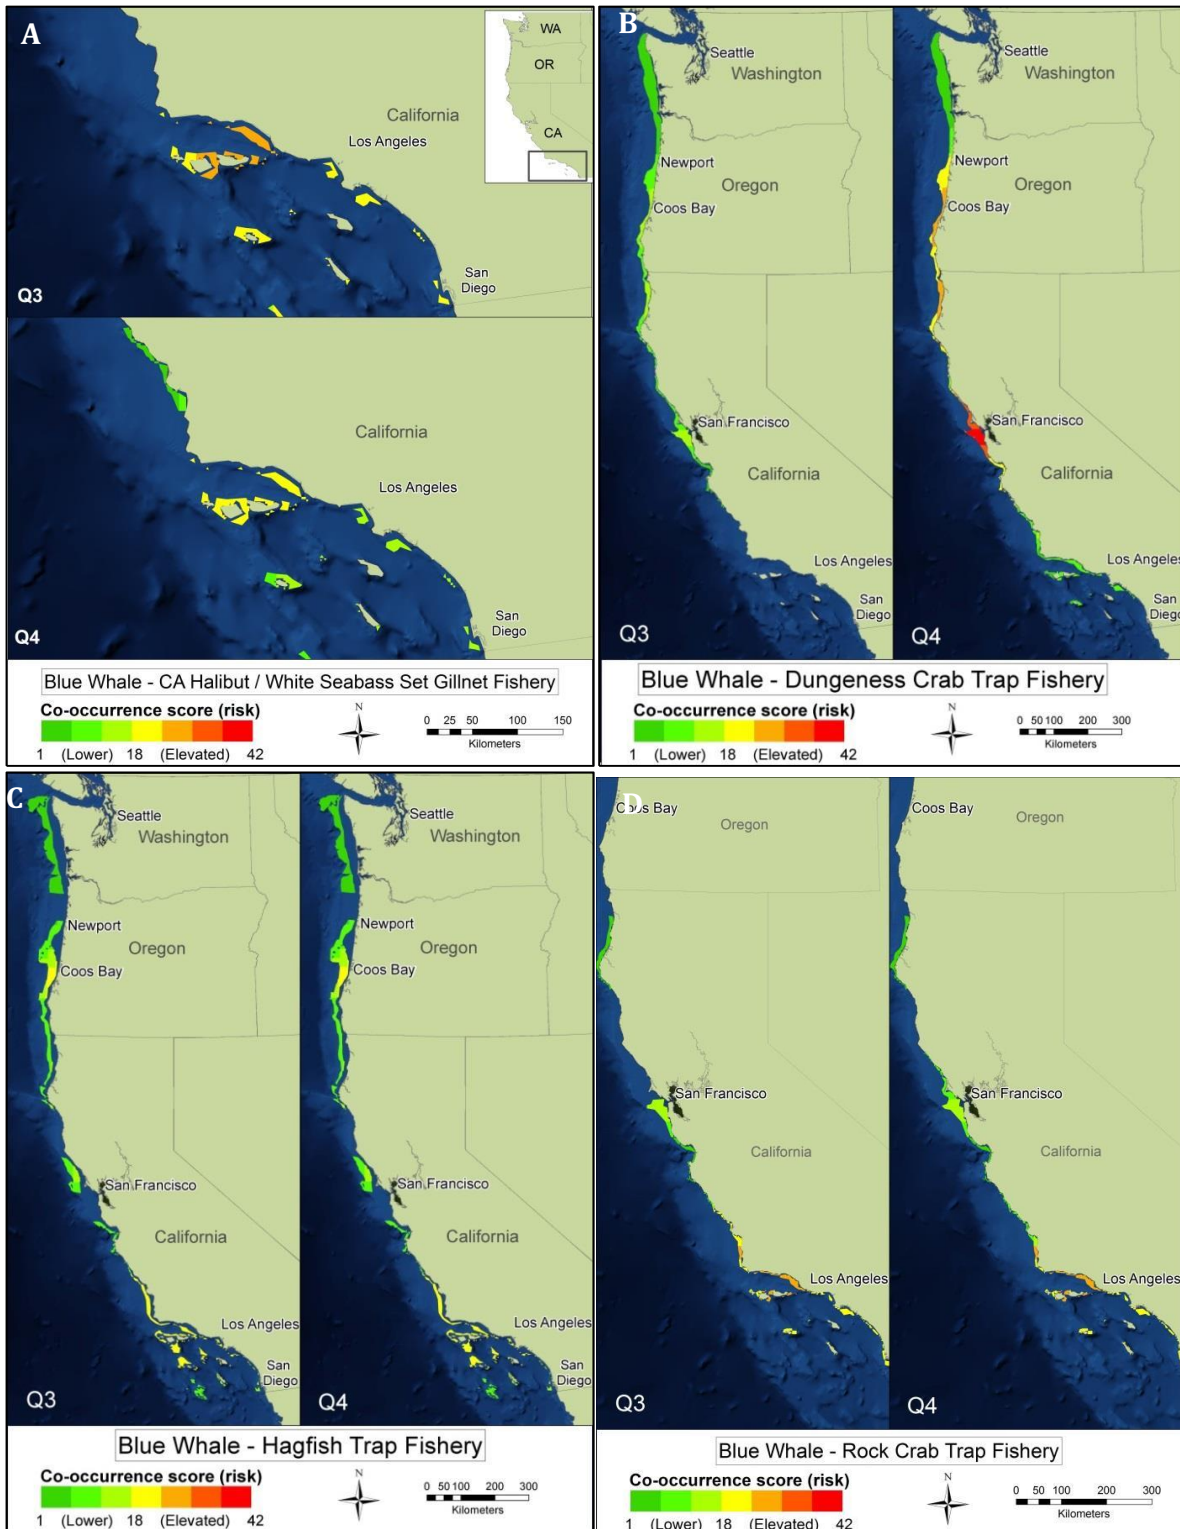 A
WA
OR
CA
California
Los Angeles
San
Diego
Q3
California
Los Angeles
San
Diego
Q4
Blue Whale - CA Halibut / White Seabass Set Gillnet Fishery
Co-occurrence score (risk)
1 (Lower) 18 (Elevated) 42
N
0 25 50 100 150
Kilometers
B
Seattle
Washington
Newport
Oregon
Coos Bay
San Francisco
California
Los Angeles
San
Diego
Q3
Seattle
Washington
Newport
Oregon
Coos Bay
San Francisco
California
Los Angeles
San
Diego
Q4
Blue Whale - Dungeness Crab Trap Fishery
Co-occurrence score (risk)
1 (Lower) 18 (Elevated) 42
N
0 50 100 200 300
Kilometers
C
Seattle
Washington
Newport
Oregon
Coos Bay
San Francisco
California
Los Angeles
San
Diego
Q3
Seattle
Washington
Newport
Oregon
Coos Bay
San Francisco
California
Los Angeles
San
Diego
Q4
Blue Whale - Hagfish Trap Fishery
Co-occurrence score (risk)
1 (Lower) 18 (Elevated) 42
N
0 50 100 200 300
Kilometers
D
Coos Bay
Oregon
San Francisco
California
Los Angeles
Q3
Coos Bay
Oregon
San Francisco
California
Los Angeles
Q4
Blue Whale - Rock Crab Trap Fishery
Co-occurrence score (risk)
1 (Lower) 18 (Elevated) 42
N
0 50 100 200 300
Kilometers